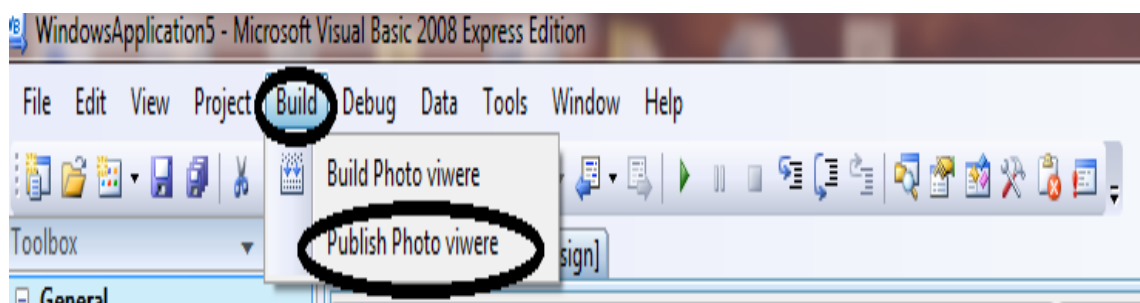 WindowsApplication5 - Microsoft Visual Basic 2008 Express Edition
File Edit View Project Build Debug Data Tools Window Help
Build Photo viwere
Publish Photo viwere
Toolbox
sign]
General